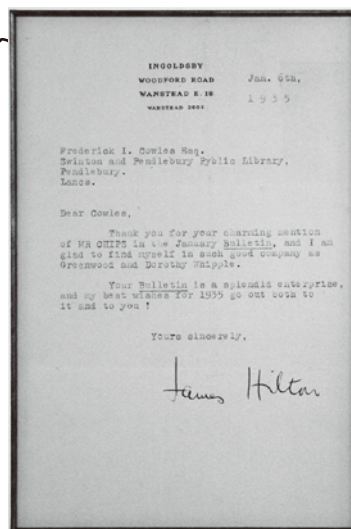 INGOLDSBY
WOODFORD ROAD
WANSTEAD E. 18
WANSTEAD
Jan. 6th,
1935
Frederick I. Cowles Esq.
Swinton and Pendlebury Public Library,
Pendlebury.
Lancs.
Dear Cowles,
Thank you for your charming mention
of MR CHIPS in the January Bulletin, and I am
glad to find myself in such good company as
Greenwood and Dorothy Whipple.
Your Bulletin is a splendid enterprise,
and my best wishes for 1935 go out both to
it and to you !
Yours sincerely,
James Hilton